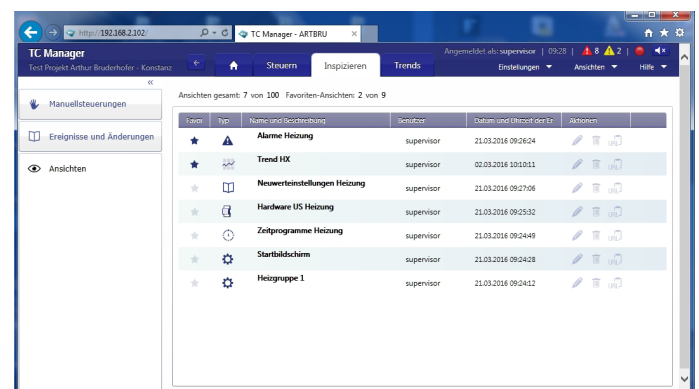 http://192.168.2.102/
TC Manager - ARTBRU
TC Manager
Test Projekt Arthur Bruderhofer - Konstanz
Angemeldet als: supervisor | 09:28 | 8 2 |
Steuern Inspizieren Trends
Einstellungen Ansichten Hilfe
«
Manuellsteuerungen
Ereignisse und Änderungen
Ansichten
Ansichten gesamt: 7 von 100 Favoriten-Ansichten: 2 von 9
Favor Typ Name und Beschreibung Benutzer Datum und Uhrzeit der Er Aktionen
Alarme Heizung supervisor 21.03.2016 09:26:24
Trend HX supervisor 02.03.2016 10:10:11
Neuwerteinstellungen Heizung supervisor 21.03.2016 09:27:06
Hardware US Heizung supervisor 21.03.2016 09:25:32
Zeitprogramme Heizung supervisor 21.03.2016 09:24:49
Startbildschirm supervisor 21.03.2016 09:24:28
Heizgruppe 1 supervisor 21.03.2016 09:24:12